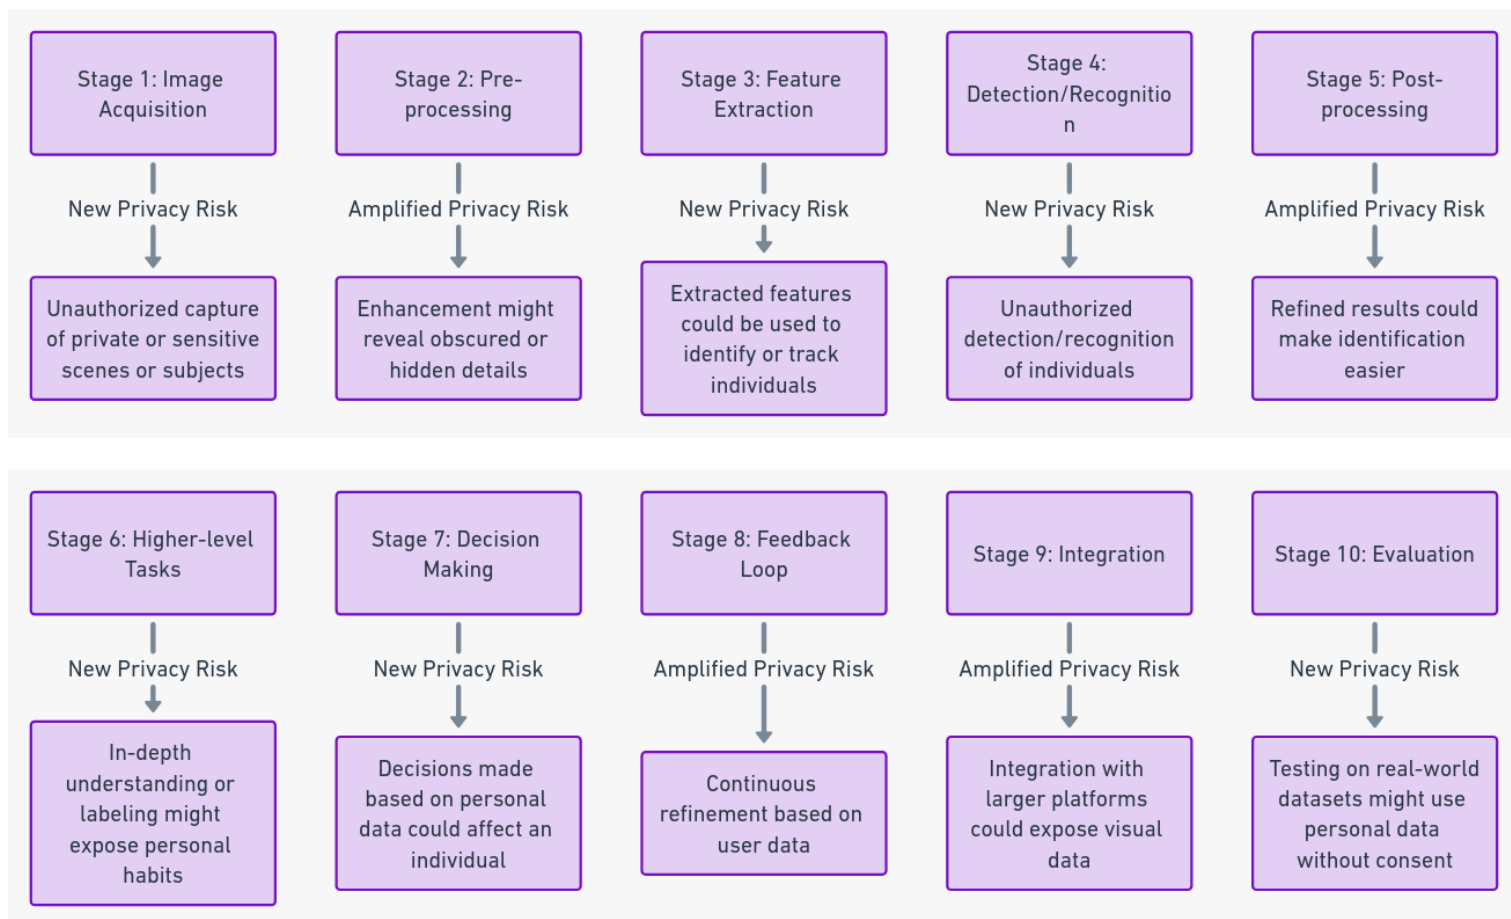 Stage 1: Image
Acquisition
New Privacy Risk
Unauthorized capture
of private or sensitive
scenes or subjects
Stage 2: Pre-
processing
Amplified Privacy Risk
Enhancement might
reveal obscured or
hidden details
Stage 3: Feature
Extraction
New Privacy Risk
Extracted features
could be used to
identify or track
individuals
Stage 4:
Detection/Recognitio
n
New Privacy Risk
Unauthorized
detection/recognition
of individuals
Stage 5: Post-
processing
Amplified Privacy Risk
Refined results could
make identification
easier
Stage 6: Higher-level
Tasks
New Privacy Risk
In-depth
understanding or
labeling might
expose personal
habits
Stage 7: Decision
Making
New Privacy Risk
Decisions made
based on personal
data could affect an
individual
Stage 8: Feedback
Loop
Amplified Privacy Risk
Continuous
refinement based on
user data
Stage 9: Integration
Amplified Privacy Risk
Integration with
larger platforms
could expose visual
data
Stage 10: Evaluation
New Privacy Risk
Testing on real-world
datasets might use
personal data
without consent